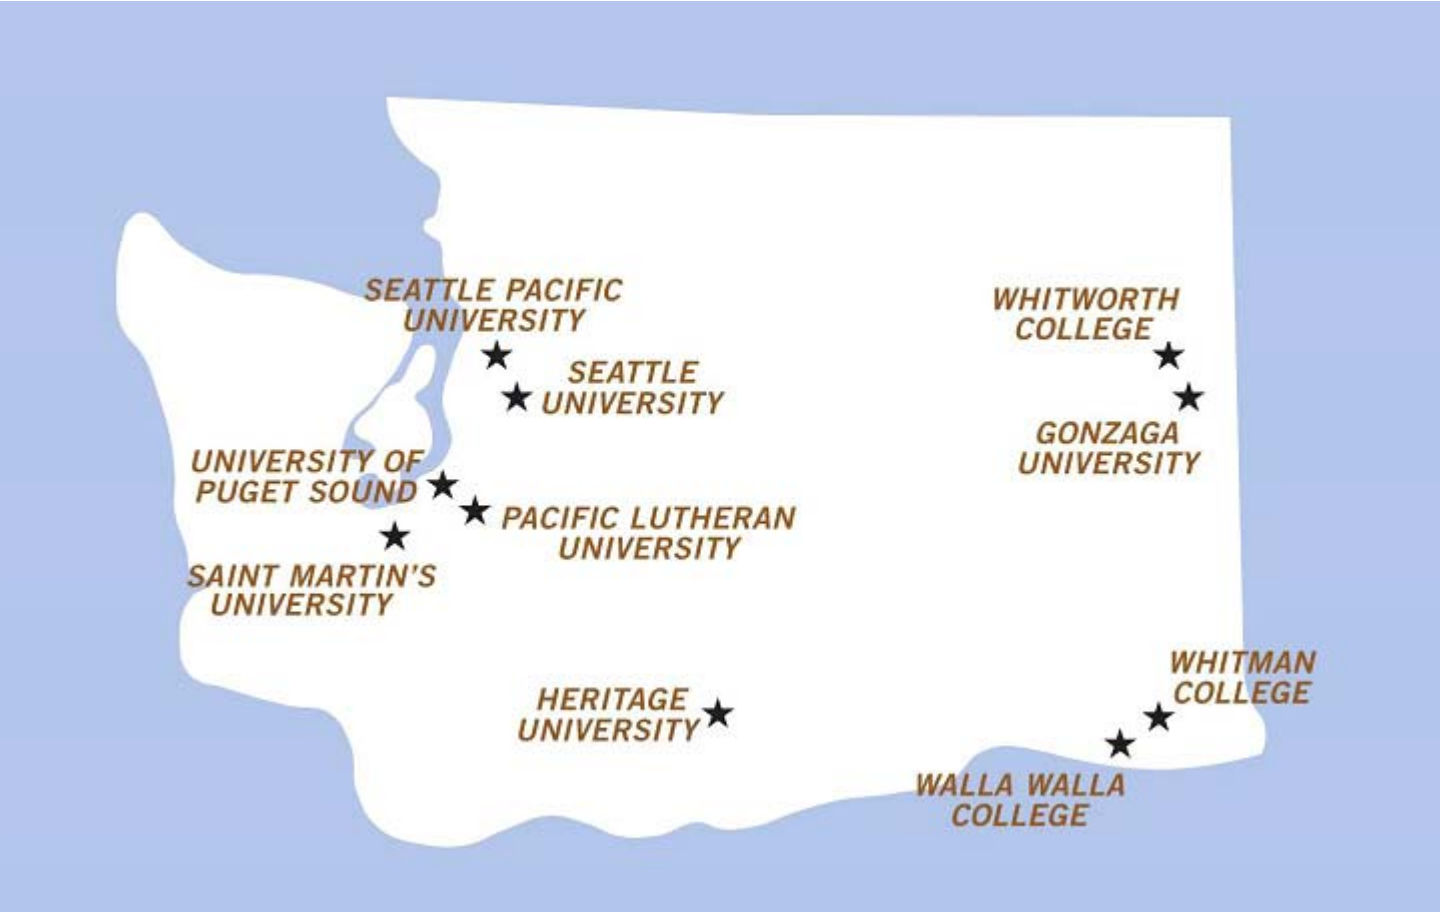 SEATTLE PACIFIC
UNIVERSITY
SEATTLE
UNIVERSITY
WHITWORTH
COLLEGE
GONZAGA
UNIVERSITY
UNIVERSITY OF
PUGET SOUND
PACIFIC LUTHERAN
UNIVERSITY
SAINT MARTIN'S
UNIVERSITY
HERITAGE
UNIVERSITY
WHITMAN
COLLEGE
WALLA WALLA
COLLEGE